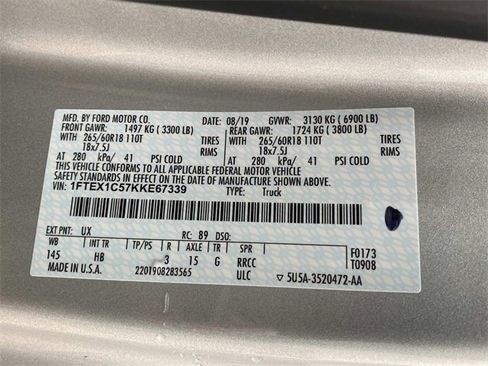 MFD. BY FORD MOTOR CO. DATE: 08/19 GVWR: 3130 KG ( 6900 LB)
FRONT GAWR: 1497 KG ( 3300 LB) REAR GAWR: 1724 KG ( 3800 LB)
WITH 265/60R18 110T TIRES WITH 265/60R18 110T TIRES
18x7.5J RIMS 18x7.5J RIMS
AT 280 kPa/ 41 PSI COLD AT 280 kPa/ 41 PSI COLD
THIS VEHICLE CONFORMS TO ALL APPLICABLE FEDERAL MOTOR VEHICLE
SAFETY STANDARDS IN EFFECT ON THE DATE OF MANUFACTURE SHOWN ABOVE.
VIN: 1FTEX1C57KKE67339 TYPE: Truck
EXT PNT: UX RC: 89 DSO:
WB INT TR TP/PS R AXLE TR SPR F0173
145 HB 3 15 G RRCC T0908
MADE IN U.S.A. 2201908283565 ULC ▽ 5U5A-3520472-AA